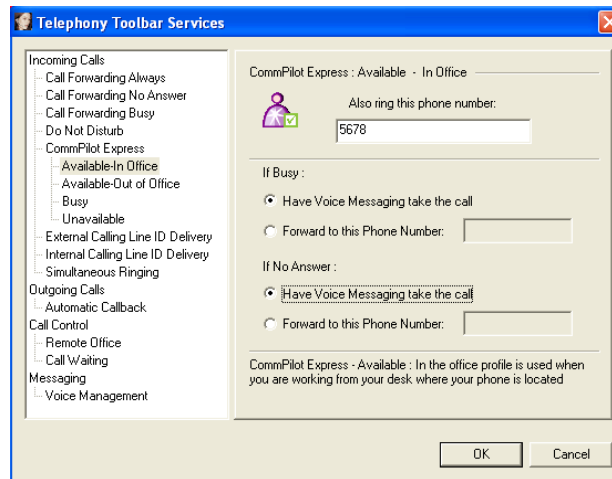 Telephony Toolbar Services
Incoming Calls
Call Forwarding Always
Call Forwarding No Answer
Call Forwarding Busy
Do Not Disturb
CommPilot Express
Available-In Office
Available-Out of Office
Busy
Unavailable
External Calling Line ID Delivery
Internal Calling Line ID Delivery
Simultaneous Ringing
Outgoing Calls
Automatic Callback
Call Control
Remote Office
Call Waiting
Messaging
Voice Management
CommPilot Express : Available - In Office
Also ring this phone number:
5678
If Busy :
Have Voice Messaging take the call
Forward to this Phone Number:
If No Answer :
Have Voice Messaging take the call
Forward to this Phone Number:
CommPilot Express - Available : In the office profile is used when
you are working from your desk where your phone is located
OK
Cancel